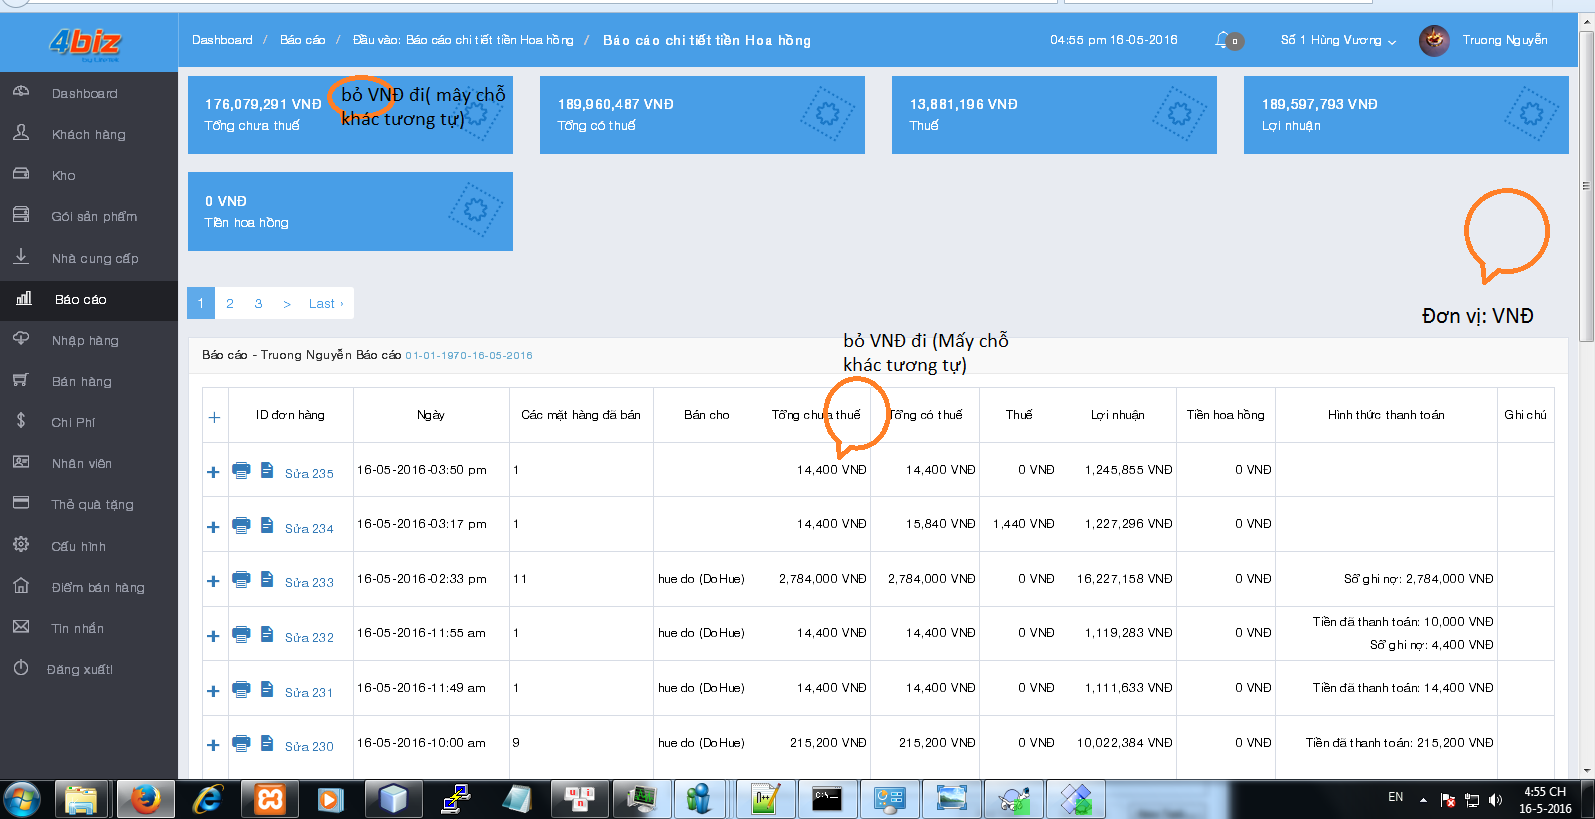 4biz
Dashboard / Báo cáo / Đầu vào: Báo cáo chi tiết tiền Hoa hồng / Báo cáo chi tiết tiền Hoa hồng
04:55 pm 16-05-2016
0
Số 1 Hùng Vương
Truong Nguyễn
Dashboard
Khách hàng
Kho
Gói sản phẩm
Nhà cung cấp
Báo cáo
Nhập hàng
Bán hàng
Chi Phí
Nhân viên
Thẻ quà tặng
Cấu hình
Điểm bán hàng
Tin nhắn
Đăng xuất!
176,079,291 VNĐ
Tổng chưa thuế
bỏ VNĐ đi( mây chỗ
khác tương tự)
189,960,487 VNĐ
Tổng có thuế
13,881,196 VNĐ
Thuế
189,597,793 VNĐ
Lợi nhuận
0 VNĐ
Tiền hoa hồng
Đơn vị: VNĐ
1 2 3 > Last ›
bỏ VNĐ đi (Mấy chỗ
khác tương tự)
Báo cáo - Truong Nguyễn Báo cáo 01-01-1970-16-05-2016
+ ID đơn hàng Ngày Các mặt hàng đã bán Bán cho Tổng chưa thuế Tổng có thuế Thuế Lợi nhuận Tiền hoa hồng Hình thức thanh toán Ghi chú
+ Sửa 235 16-05-2016-03:50 pm 1 14,400 VNĐ 14,400 VNĐ 0 VNĐ 1,245,855 VNĐ 0 VNĐ
+ Sửa 234 16-05-2016-03:17 pm 1 14,400 VNĐ 15,840 VNĐ 1,440 VNĐ 1,227,296 VNĐ 0 VNĐ
+ Sửa 233 16-05-2016-02:33 pm 11 hue do (DoHue) 2,784,000 VNĐ 2,784,000 VNĐ 0 VNĐ 16,227,158 VNĐ 0 VNĐ Sổ ghi nợ: 2,784,000 VNĐ
+ Sửa 232 16-05-2016-11:55 am 1 hue do (DoHue) 14,400 VNĐ 14,400 VNĐ 0 VNĐ 1,119,283 VNĐ 0 VNĐ Tiền đã thanh toán: 10,000 VNĐ
Sổ ghi nợ: 4,400 VNĐ
+ Sửa 231 16-05-2016-11:49 am 1 hue do (DoHue) 14,400 VNĐ 14,400 VNĐ 0 VNĐ 1,111,633 VNĐ 0 VNĐ Tiền đã thanh toán: 14,400 VNĐ
+ Sửa 230 16-05-2016-10:00 am 9 hue do (DoHue) 215,200 VNĐ 215,200 VNĐ 0 VNĐ 10,022,384 VNĐ 0 VNĐ Tiền đã thanh toán: 215,200 VNĐ
EN
4:55 CH
16-5-2016